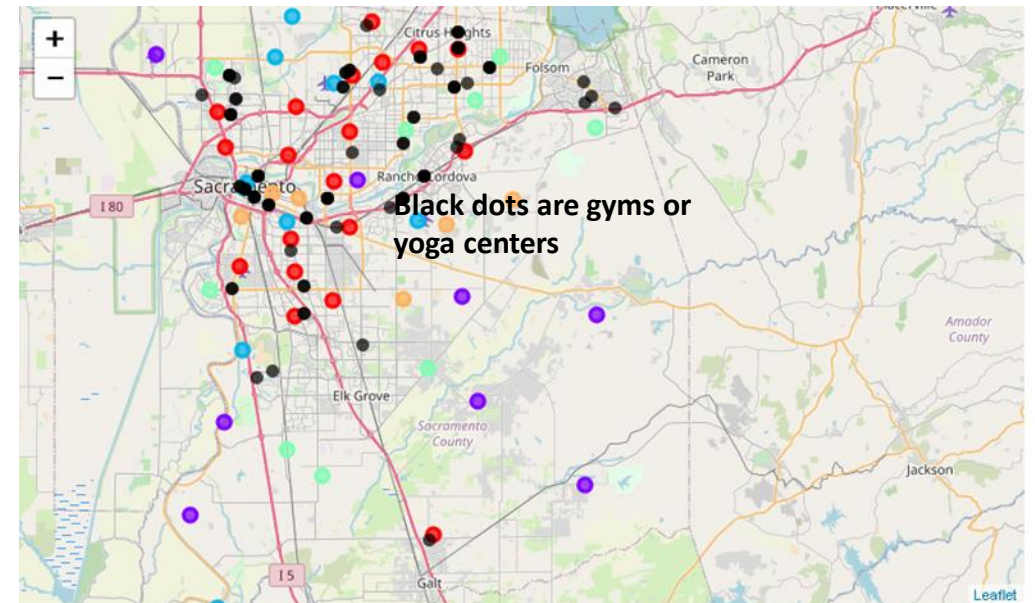 Placerville
+
−
Citrus Heights
Folsom
Cameron
Park
Rancho Cordova
Sacramento
I 80
Black dots are gyms or
yoga centers
Amador
County
Elk Grove
Sacramento
County
Jackson
I 5
Galt
Leaflet